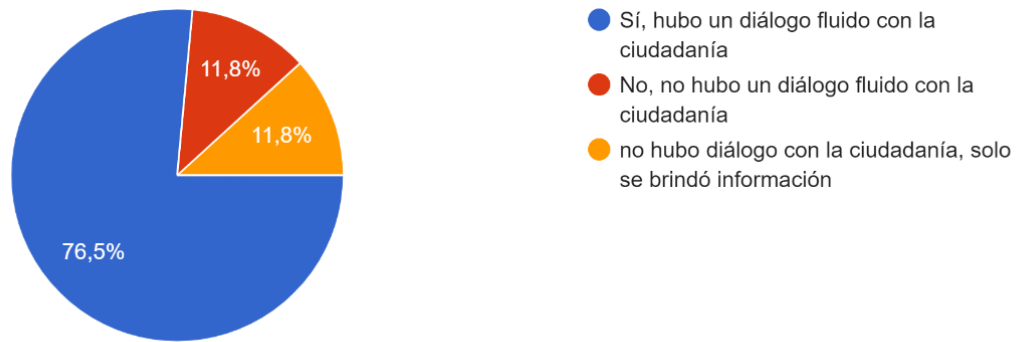 11,8%
11,8%
76,5%
Sí, hubo un diálogo fluido con la
ciudadanía
No, no hubo un diálogo fluido con la
ciudadanía
no hubo diálogo con la ciudadanía, solo
se brindó información